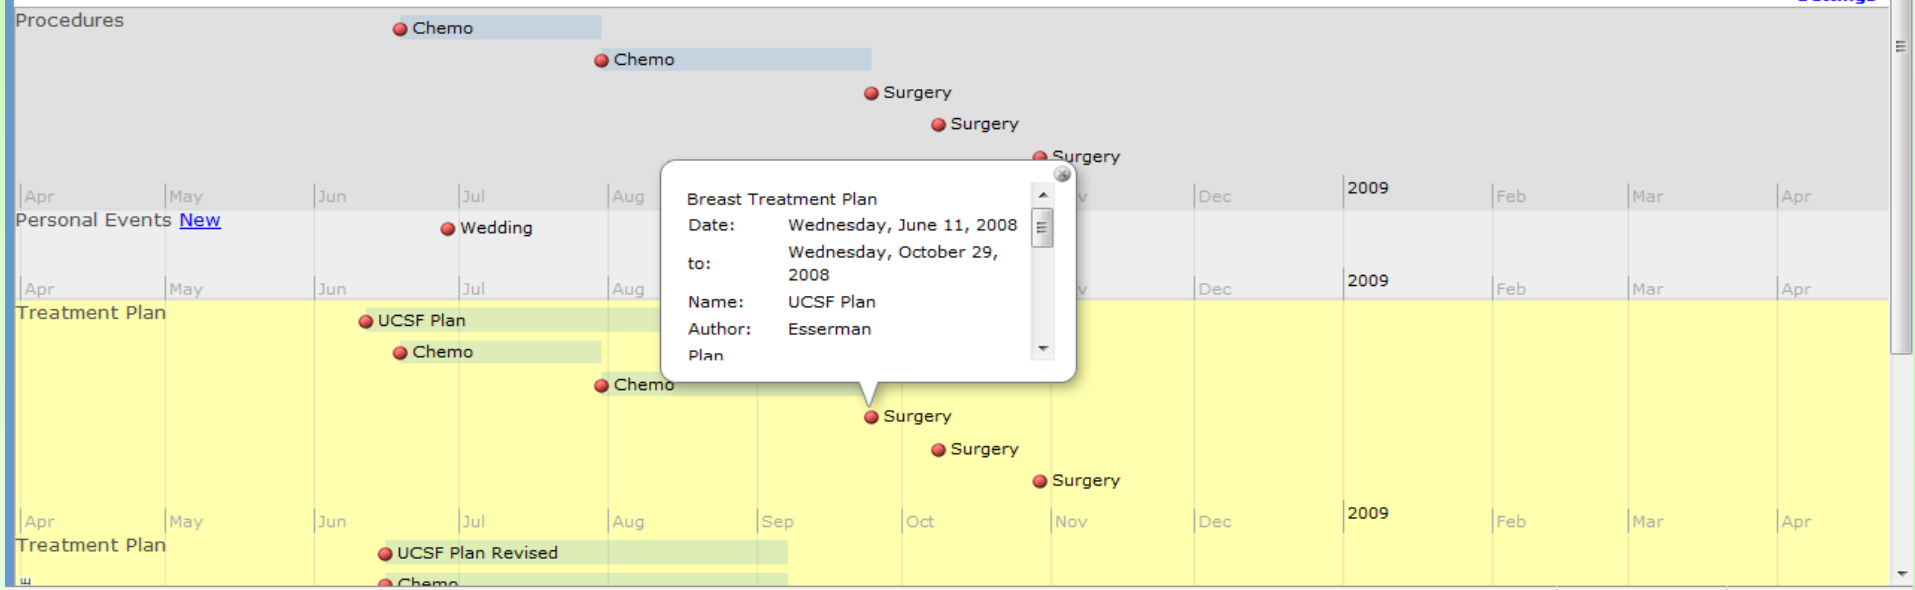 Procedures
Chemo
Chemo
Surgery
Surgery
Surgery
Apr May Jun Jul Aug Dec 2009 Feb Mar Apr
Personal Events New
Wedding
Apr May Jun Jul Aug Dec 2009 Feb Mar Apr
Breast Treatment Plan
Date: Wednesday, June 11, 2008
to: Wednesday, October 29,
2008
Name: UCSF Plan
Author: Esserman
Plan
Treatment Plan
UCSF Plan
Chemo
Chemo
Surgery
Surgery
Surgery
Apr May Jun Jul Aug Sep Oct Nov Dec 2009 Feb Mar Apr
Treatment Plan
UCSF Plan Revised
Chemo